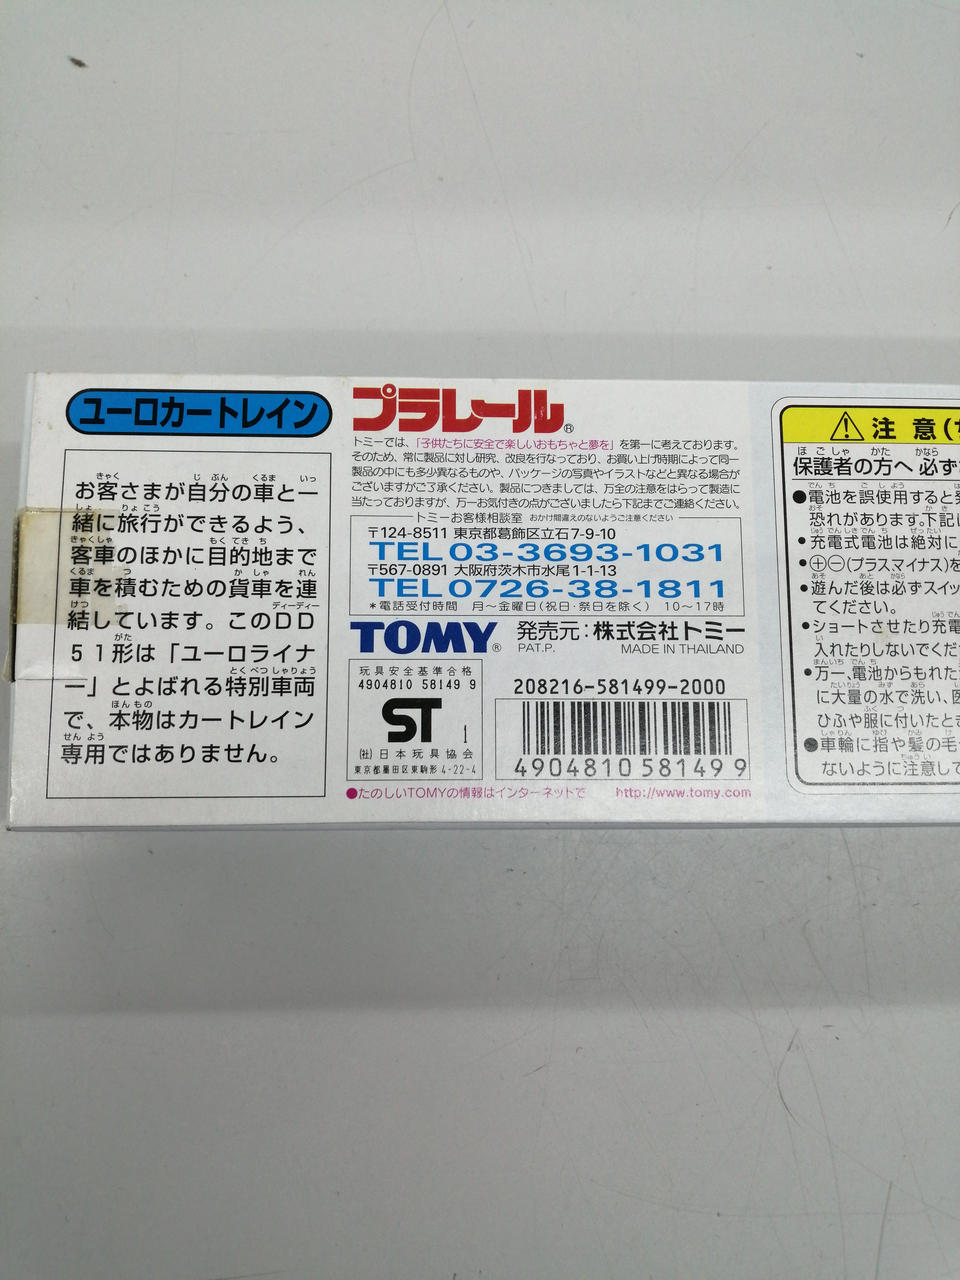 ユーロカートレイン
お客さまが自分の車と一
緒に旅行ができるよう、
客車のほかに目的地まで
車を積むための貨車を連
結しています。このDD
51形は「ユーロライナ
ー」とよばれる特別車両
で、本物はカートレイン
専用ではありません。
プラレール®
トミーでは、「子供たちに安全で楽しいおもちゃと夢を」を第一に考えております。
そのため、常に製品に対し研究、改良を行なっており、お買い上げ時期によって同一
製品の中にも多少異なるものや、パッケージの写真やイラストなどと異なる場合が
ございますがご了承ください。製品につきましては、万全の注意をはらって製造に
当たっておりますが、万一お気付きの点がございましたら下記までご連絡ください。
トミーお客様相談室 おかけ間違えのないようご注意ください
〒124-8511 東京都葛飾区立石7-9-10
TEL03-3693-1031
〒567-0891 大阪府茨木市水尾1-1-13
TEL0726-38-1811
*電話受付時間 月～金曜日(祝日・祭日を除く) 10～17時
TOMY® 発売元：株式会社トミー
PAT.P. MADE IN THAILAND
玩具安全基準合格
4904810 58149 9
ST 1
(社)日本玩具協会
東京都墨田区東駒形4-22-4
208216-581499-2000
4904810581499
●たのしいTOMYの情報はインターネットで http://www.tomy.com
注 意
保護者の方へ 必ず
●電池を誤使用すると
恐れがあります。下記
•充電式電池は絶対に
•⊕⊖(プラスマイナス)を
•遊んだ後は必ずスイッ
てください。
•ショートさせたり充電
入れたりしないでくだ
•万一、電池からもれた
に大量の水で洗い、医
ひふや服に付いたとき
●車輪に指や髪の毛
ないように注意して